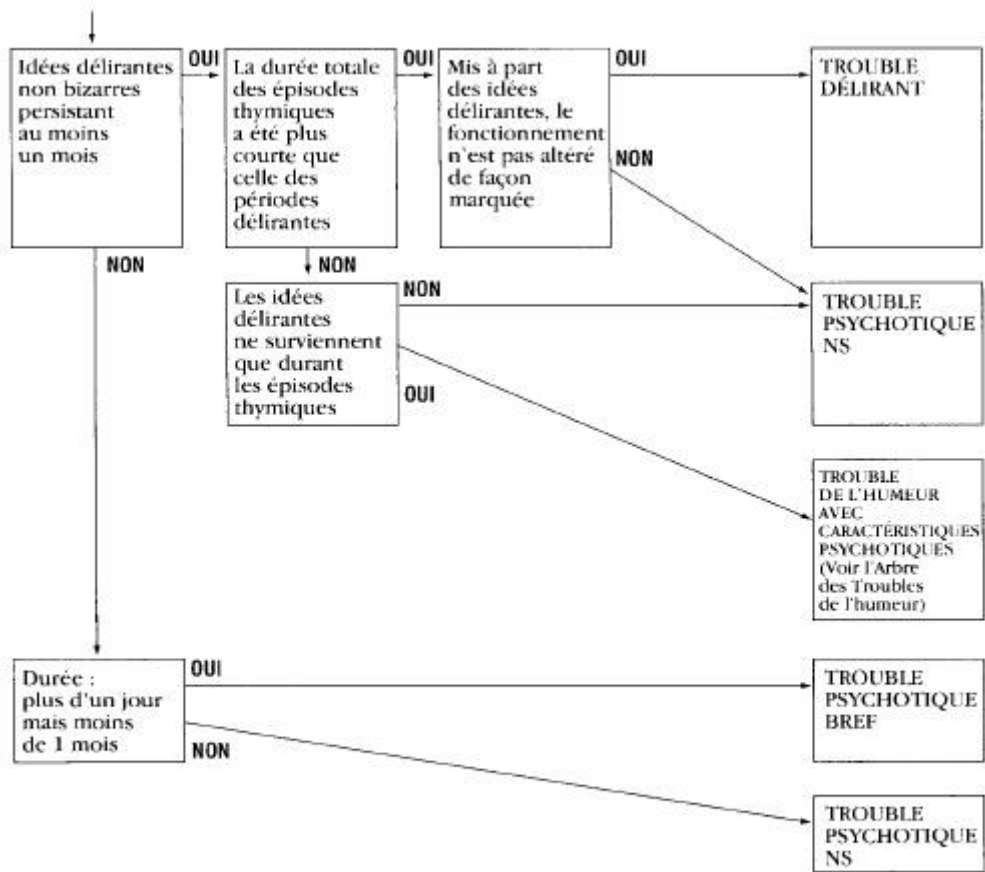 Idées délirantes
non bizarres
persistant
au moins
un mois
OUI
La durée totale
des épisodes
thymiques
a été plus
courte que
celle des
périodes
délirantes
OUI
Mis à part
des idées
délirantes, le
fonctionnement
n'est pas altéré
de façon
marquée
OUI
TROUBLE
DÉLIRANT
NON
NON
NON
Les idées
délirantes
ne surviennent
que durant
les épisodes
thymiques
NON
OUI
TROUBLE
PSYCHOTIQUE
NS
TROUBLE
DE L'HUMEUR
AVEC
CARACTÉRISTIQUES
PSYCHOTIQUES
(Voir l'Arbre
des Troubles
de l'humeur)
Durée :
plus d'un jour
mais moins
de 1 mois
OUI
NON
TROUBLE
PSYCHOTIQUE
BREF
TROUBLE
PSYCHOTIQUE
NS